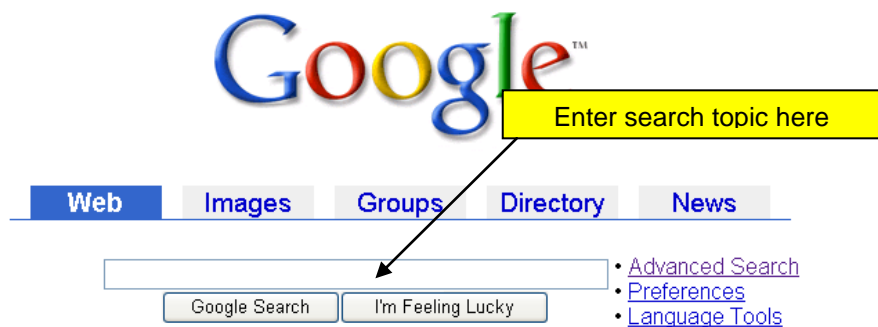 Google™
Enter search topic here
Web Images Groups Directory News
• Advanced Search
• Preferences
• Language Tools
Google Search I'm Feeling Lucky